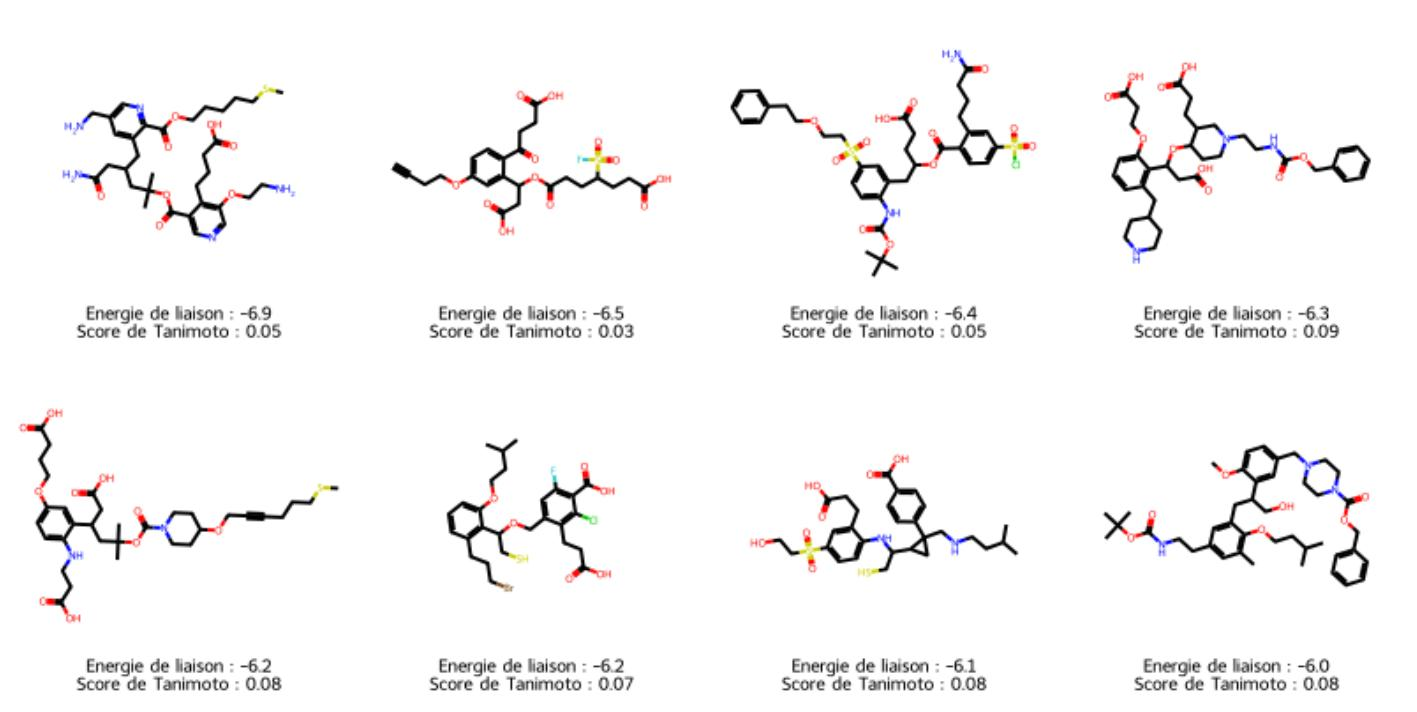 Energie de liaison : -6.9
Score de Tanimoto : 0.05
Energie de liaison : -6.5
Score de Tanimoto : 0.03
Energie de liaison : -6.4
Score de Tanimoto : 0.05
Energie de liaison : -6.3
Score de Tanimoto : 0.09
Energie de liaison : -6.2
Score de Tanimoto : 0.08
Energie de liaison : -6.2
Score de Tanimoto : 0.07
Energie de liaison : -6.1
Score de Tanimoto : 0.08
Energie de liaison : -6.0
Score de Tanimoto : 0.08